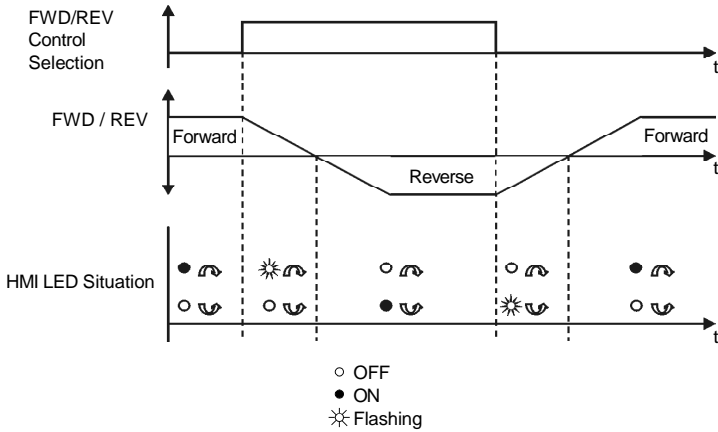 FWD/REV
Control
Selection
t
FWD / REV
Forward
Forward
Reverse
t
HMI LED Situation
t
OFF
ON
Flashing